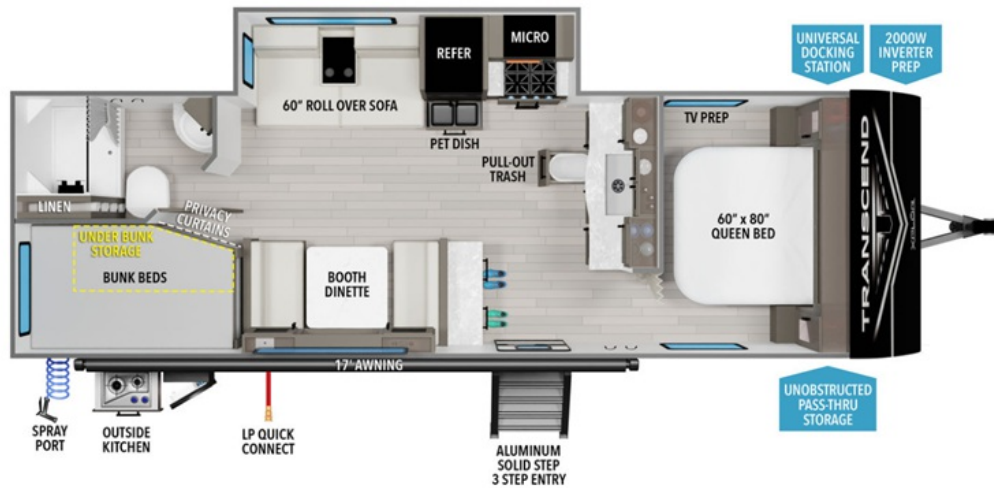 UNIVERSAL
DOCKING
STATION
2000W
INVERTER
PREP
MICRO
REFER
60" ROLL OVER SOFA
TV PREP
PET DISH
PULL-OUT
TRASH
LINEN
PRIVACY
CURTAINS
UNDER BUNK
STORAGE
BUNK BEDS
BOOTH
DINETTE
60" x 80"
QUEEN BED
TRANSCEND
XPLOR
17' AWNING
SPRAY
PORT
OUTSIDE
KITCHEN
LP QUICK
CONNECT
ALUMINUM
SOLID STEP
3 STEP ENTRY
UNOBSTRUCTED
PASS-THRU
STORAGE